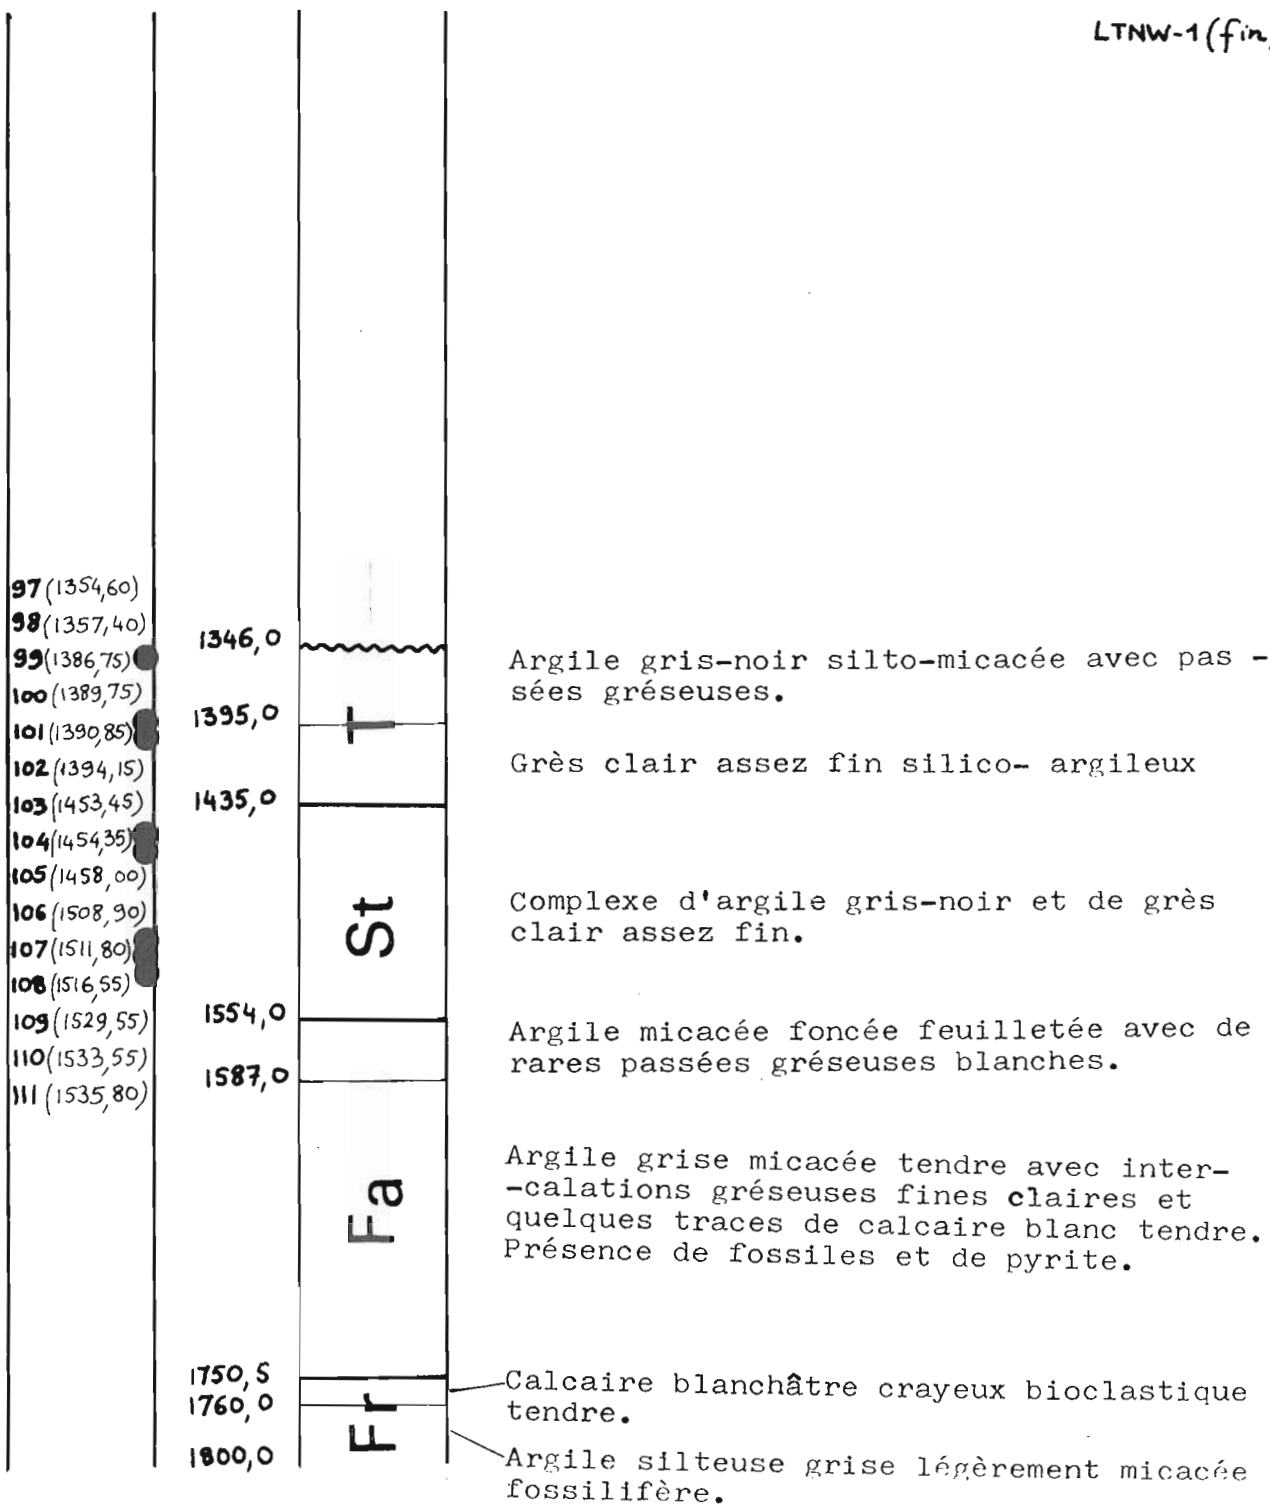 LTNW-1 (fin)
97 (1354,60)
98 (1357,40)
99 (1386,75)
100 (1389,75)
101 (1390,85)
102 (1394,15)
103 (1453,45)
104 (1454,35)
105 (1458,00)
106 (1508,90)
107 (1511,80)
108 (1516,55)
109 (1529,55)
110 (1533,55)
111 (1535,80)
1346,0
1395,0
1435,0
1554,0
1587,0
1750,5
1760,0
1800,0
T
St
Fa
Fr
Argile gris-noir silto-micacée avec pas -
sées gréseuses.
Grès clair assez fin silico- argileux
Complexe d'argile gris-noir et de grès
clair assez fin.
Argile micacée foncée feuilletée avec de
rares passées gréseuses blanches.
Argile grise micacée tendre avec inter-
-calations gréseuses fines claires et
quelques traces de calcaire blanc tendre.
Présence de fossiles et de pyrite.
Calcaire blanchâtre crayeux bioclastique
tendre.
Argile silteuse grise légèrement micacée
fossilifère.